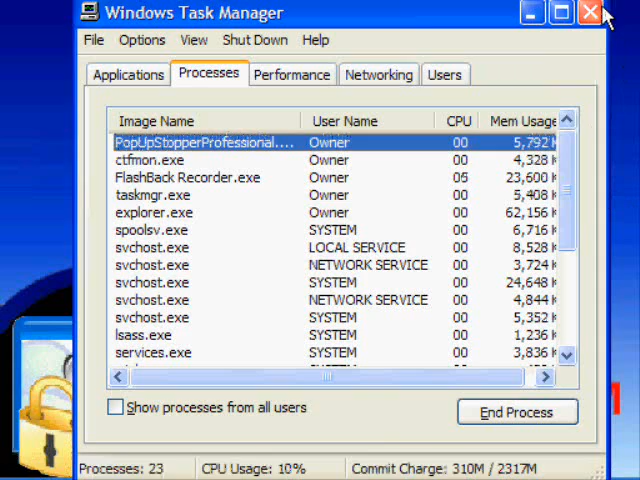 Windows Task Manager
File Options View Shut Down Help
Applications Processes Performance Networking Users
Image Name User Name CPU Mem Usage
PopUpStopperProfessional.... Owner 00 5,792 K
ctfmon.exe Owner 00 4,328 K
FlashBack Recorder.exe Owner 05 23,600 K
taskmgr.exe Owner 00 5,408 K
explorer.exe Owner 00 62,156 K
spoolsv.exe SYSTEM 00 6,716 K
svchost.exe LOCAL SERVICE 00 8,528 K
svchost.exe NETWORK SERVICE 00 3,724 K
svchost.exe SYSTEM 00 24,648 K
svchost.exe NETWORK SERVICE 00 4,844 K
svchost.exe SYSTEM 00 5,352 K
lsass.exe SYSTEM 00 1,236 K
services.exe SYSTEM 00 3,836 K
Show processes from all users
End Process
Processes: 23 CPU Usage: 10% Commit Charge: 310M / 2317M